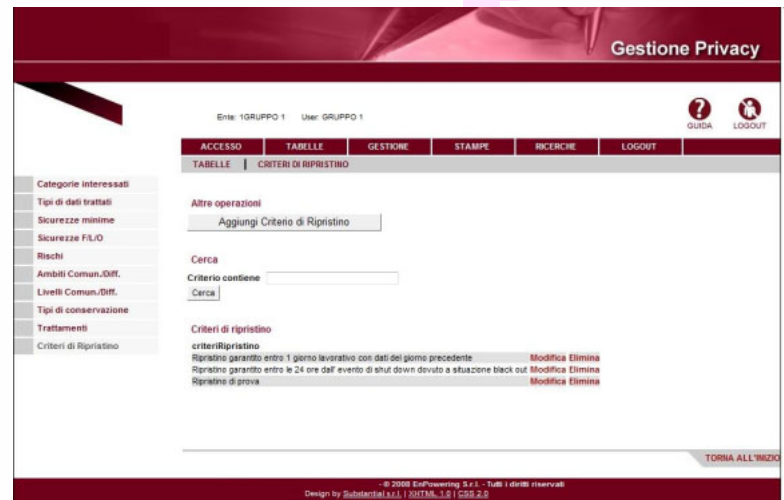 Gestione Privacy
Ente: 1GRUPPO 1 User: GRUPPO 1
GUIDA LOGOUT
ACCESSO TABELLE GESTIONE STAMPE RICERCHE LOGOUT
TABELLE | CRITERI DI RIPRISTINO
Categorie interessati
Tipi di dati trattati
Sicurezze minime
Sicurezze F/L/O
Rischi
Ambiti Comun./Diff.
Livelli Comun./Diff.
Tipi di conservazione
Trattamenti
Criteri di Ripristino
Altre operazioni
Aggiungi Criterio di Ripristino
Cerca
Criterio contiene
Cerca
Criteri di ripristino
criteriRipristino
Ripristino garantito entro 1 giorno lavorativo con dati del giorno precedente Modifica Elimina
Ripristino garantito entro le 24 ore dall' evento di shut down dovuto a situazione black out Modifica Elimina
Ripristino di prova Modifica Elimina
TORNA ALL'INIZIO
- © 2008 EnPowering S.r.l. - Tutti i diritti riservati
Design by Substantial s.r.l. | XHTML 1.0 | CSS 2.0